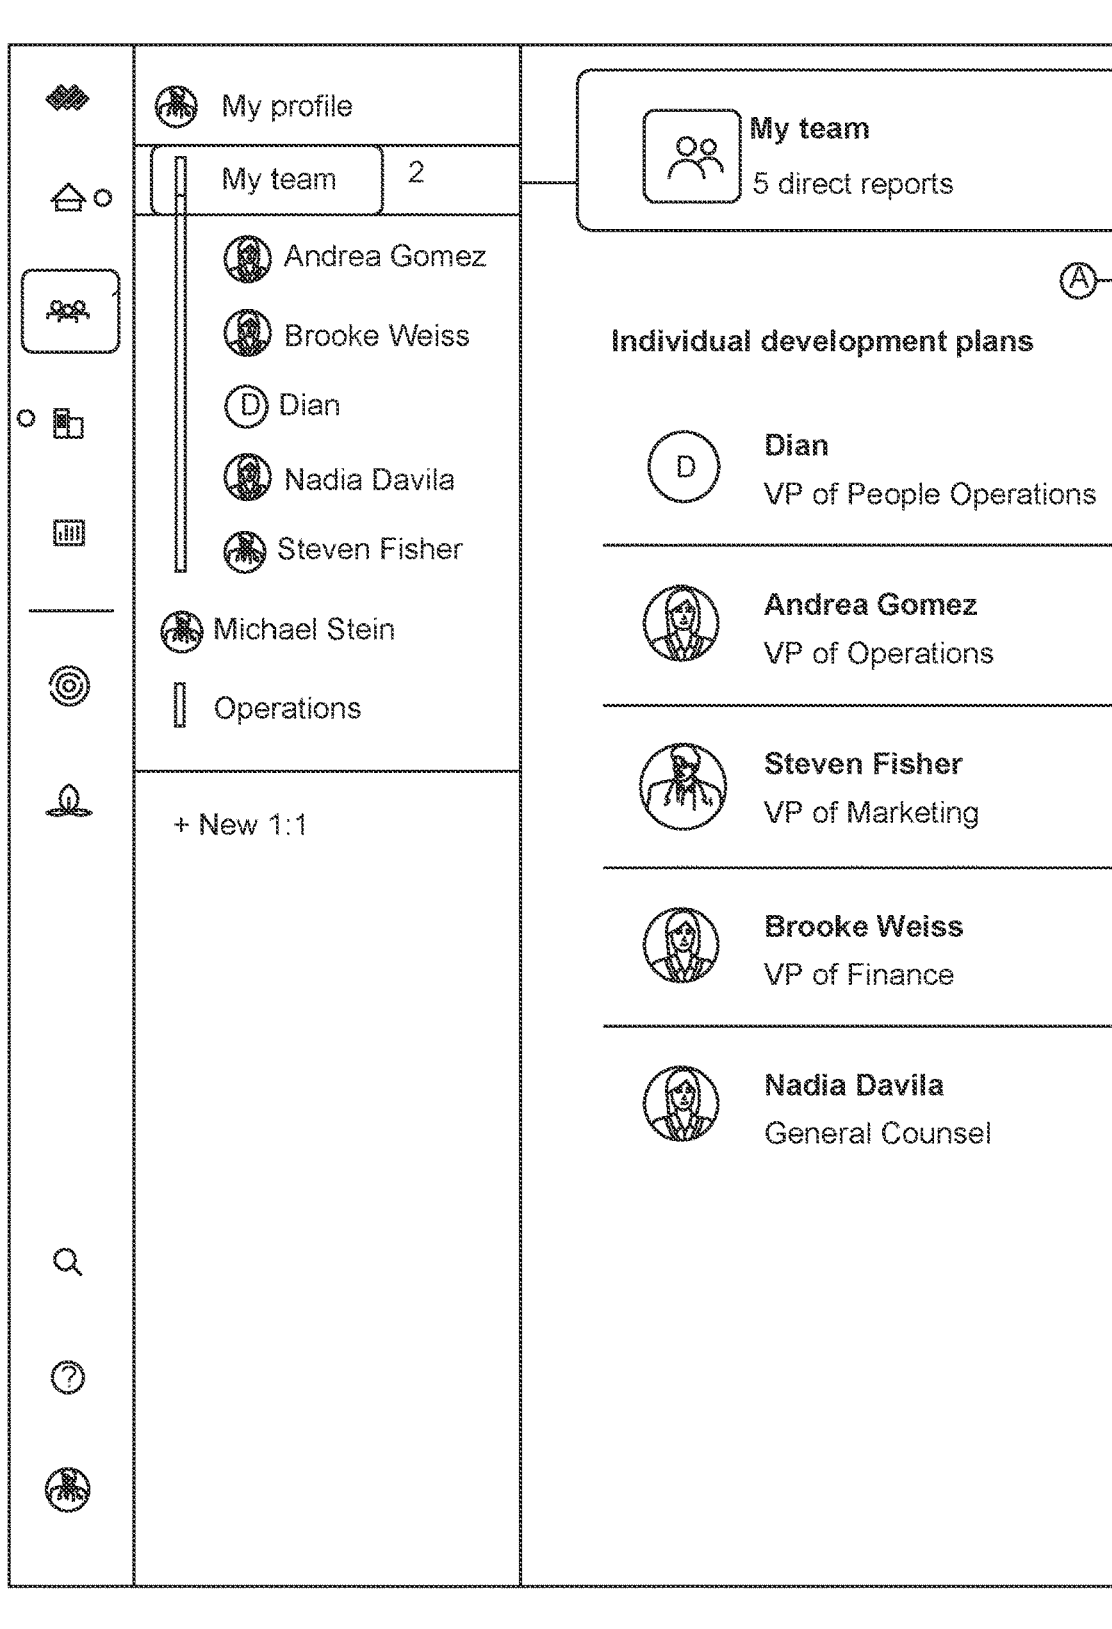 My profile
My team 2
Andrea Gomez
Brooke Weiss
D Dian
Nadia Davila
Steven Fisher
Michael Stein
Operations
+ New 1:1
?
My team
5 direct reports
A
Individual development plans
D
Dian
VP of People Operations
Andrea Gomez
VP of Operations
Steven Fisher
VP of Marketing
Brooke Weiss
VP of Finance
Nadia Davila
General Counsel